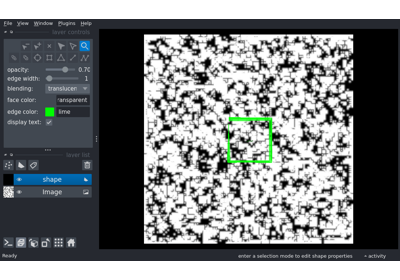 File View Window Plugins Help
layer controls
opacity: 0.70
edge width: 1
blending: translucen
face color: ransparent
edge color: lime
display text:
layer list
shape
Image
Ready
enter a selection mode to edit shape properties
activity